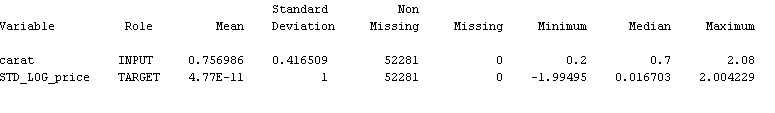 Standard Non
Variable Role Mean Deviation Missing Missing Minimum Median Maximum
carat INPUT 0.756986 0.416509 52281 0 0.2 0.7 2.08
STD_LOG_price TARGET 4.77E-11 1 52281 0 -1.99495 0.016703 2.004229